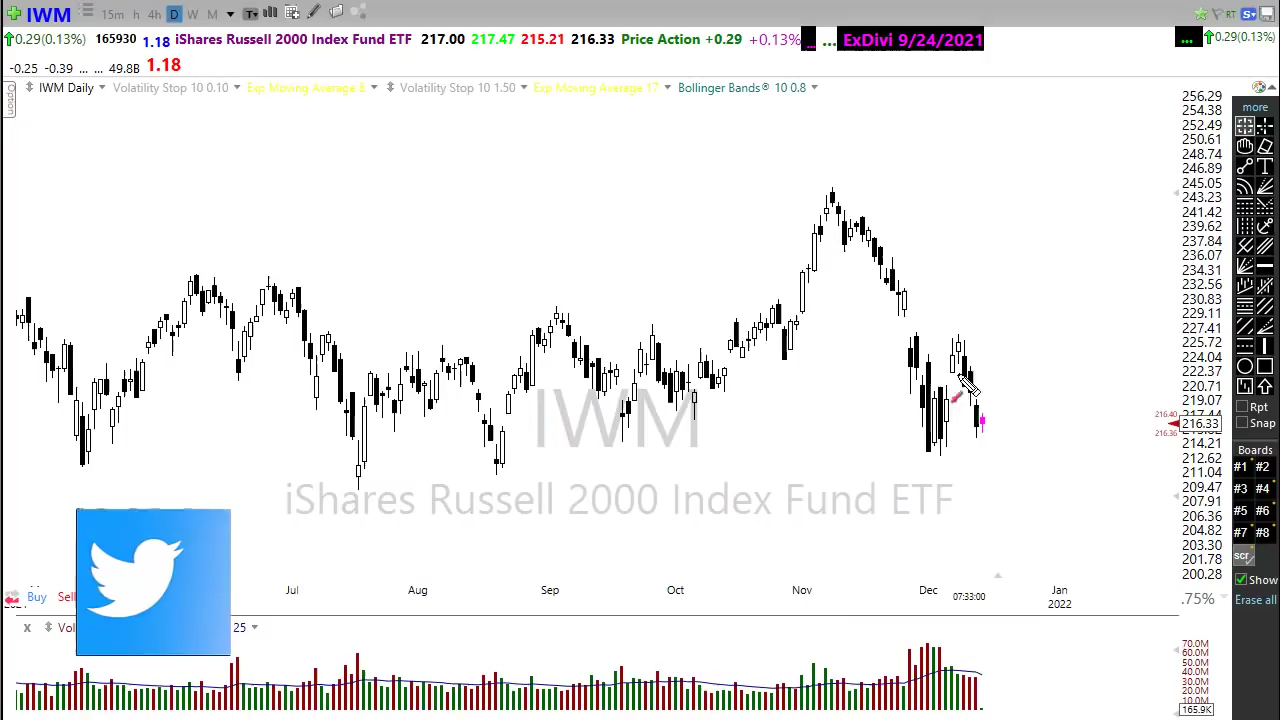 IWM 15m h 4h D W M T RT S
0.29(0.13%) 165930 1.18 iShares Russell 2000 Index Fund ETF 217.00 217.47 215.21 216.33 Price Action +0.29 +0.13% ... ... ExDivi 9/24/2021 ... 0.29(0.13%)
-0.25 -0.39 ... ... 49.8B 1.18
Option IWM Daily Volatility Stop 10 0.10 Exp Moving Average 8 Volatility Stop 10 1.50 Exp Moving Average 17 Bollinger Bands® 10 0.8
256.29
254.38
252.49
250.61
248.74
246.89
245.05
243.23
241.42
239.62
237.84
236.07
234.31
232.56
230.83
229.11
227.41
225.72
224.04
222.37
220.71
219.07
216.40
216.33
216.36
214.21
212.62
211.04
209.47
207.91
206.36
204.82
203.30
201.78
200.28
more
Rpt
Snap
Boards
#1 #2
#3 #4
#5 #6
#7 #8
scr
Show
Erase all
IWM
iShares Russell 2000 Index Fund ETF
Buy Sell
Jul Aug Sep Oct Nov Dec 07:33:00 Jan
2022
.75%
X Vol 25
70.0M
60.0M
50.0M
40.0M
30.0M
20.0M
10.0M
165.9K